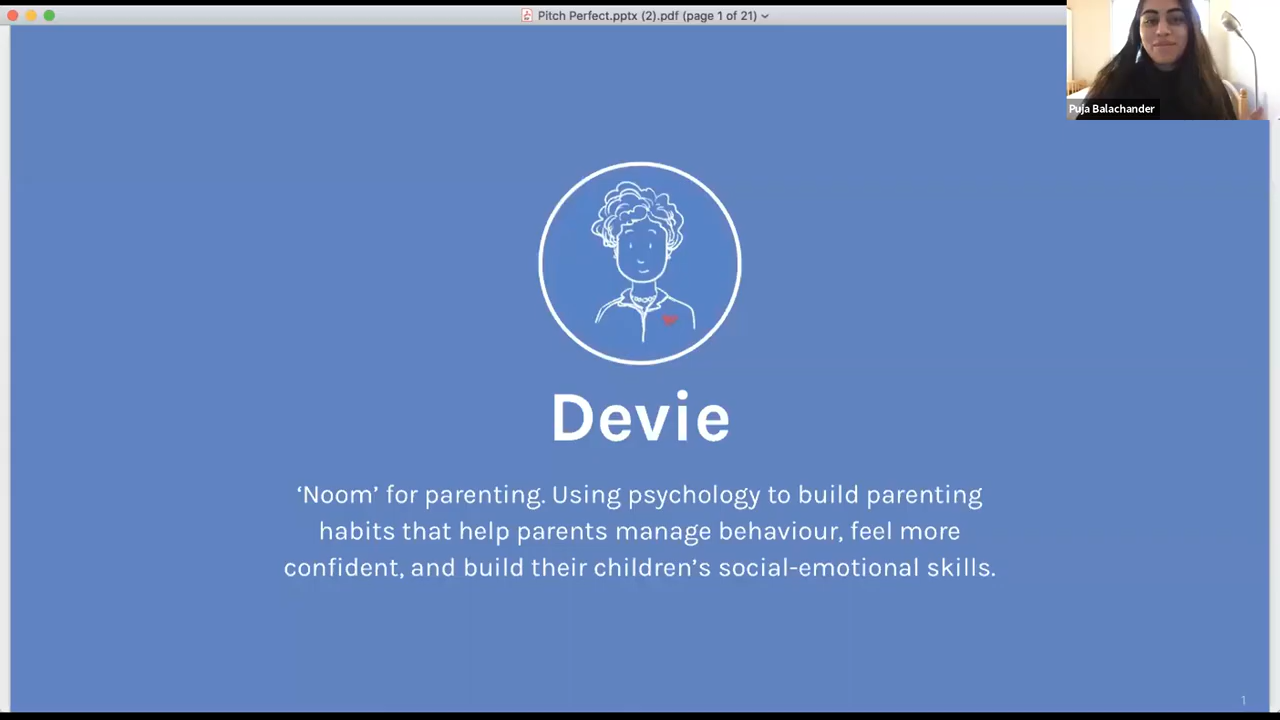 Pitch Perfect.pptx (2).pdf (page 1 of 21)
Puja Balachander
Devie
‘Noom’ for parenting. Using psychology to build parenting
habits that help parents manage behaviour, feel more
confident, and build their children’s social-emotional skills.
1